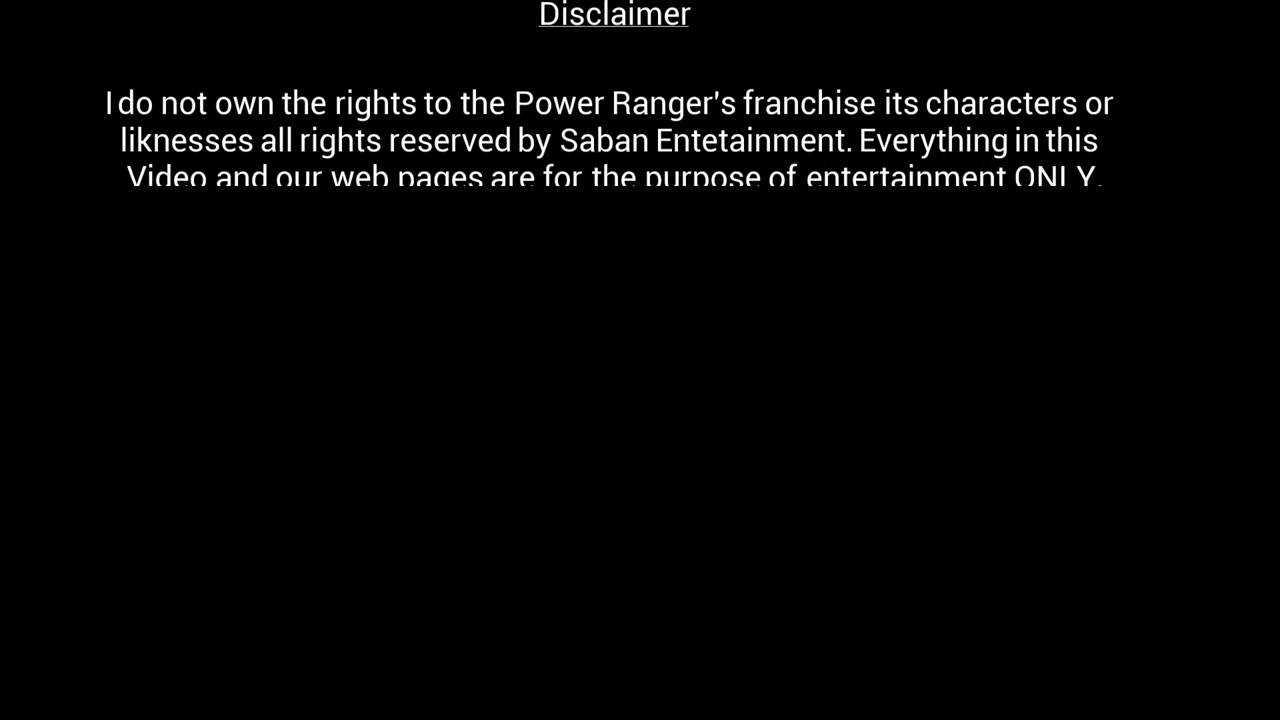 Disclaimer
I do not own the rights to the Power Ranger's franchise its characters or
liknesses all rights reserved by Saban Entetainment. Everything in this
Video and our web pages are for the purpose of entertainment ONLY.